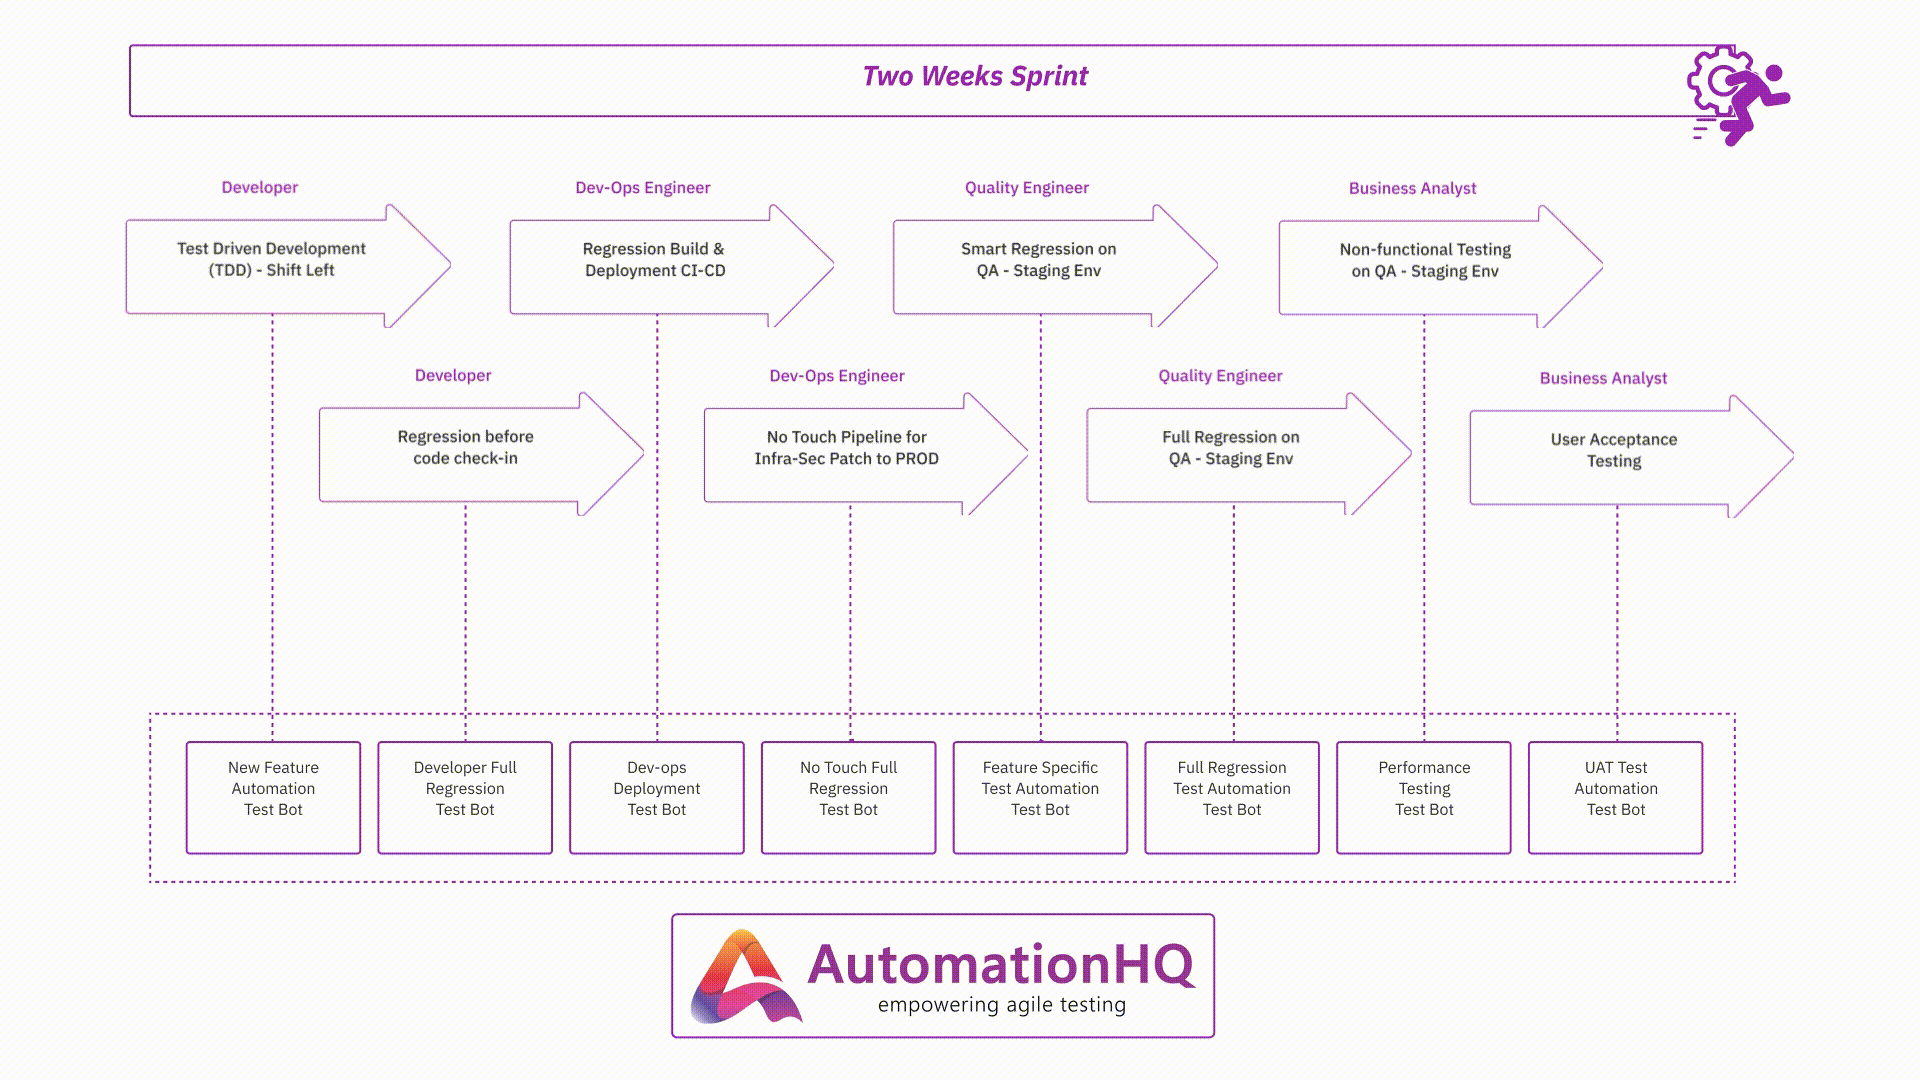 Two Weeks Sprint
Developer
Test Driven Development
(TDD) - Shift Left
Dev-Ops Engineer
Regression Build &
Deployment CI-CD
Quality Engineer
Smart Regression on
QA - Staging Env
Business Analyst
Non-functional Testing
on QA - Staging Env
Developer
Regression before
code check-in
Dev-Ops Engineer
No Touch Pipeline for
Infra-Sec Patch to PROD
Quality Engineer
Full Regression on
QA - Staging Env
Business Analyst
User Acceptance
Testing
New Feature
Automation
Test Bot
Developer Full
Regression
Test Bot
Dev-ops
Deployment
Test Bot
No Touch Full
Regression
Test Bot
Feature Specific
Test Automation
Test Bot
Full Regression
Test Automation
Test Bot
Performance
Testing
Test Bot
UAT Test
Automation
Test Bot
AutomationHQ
empowering agile testing